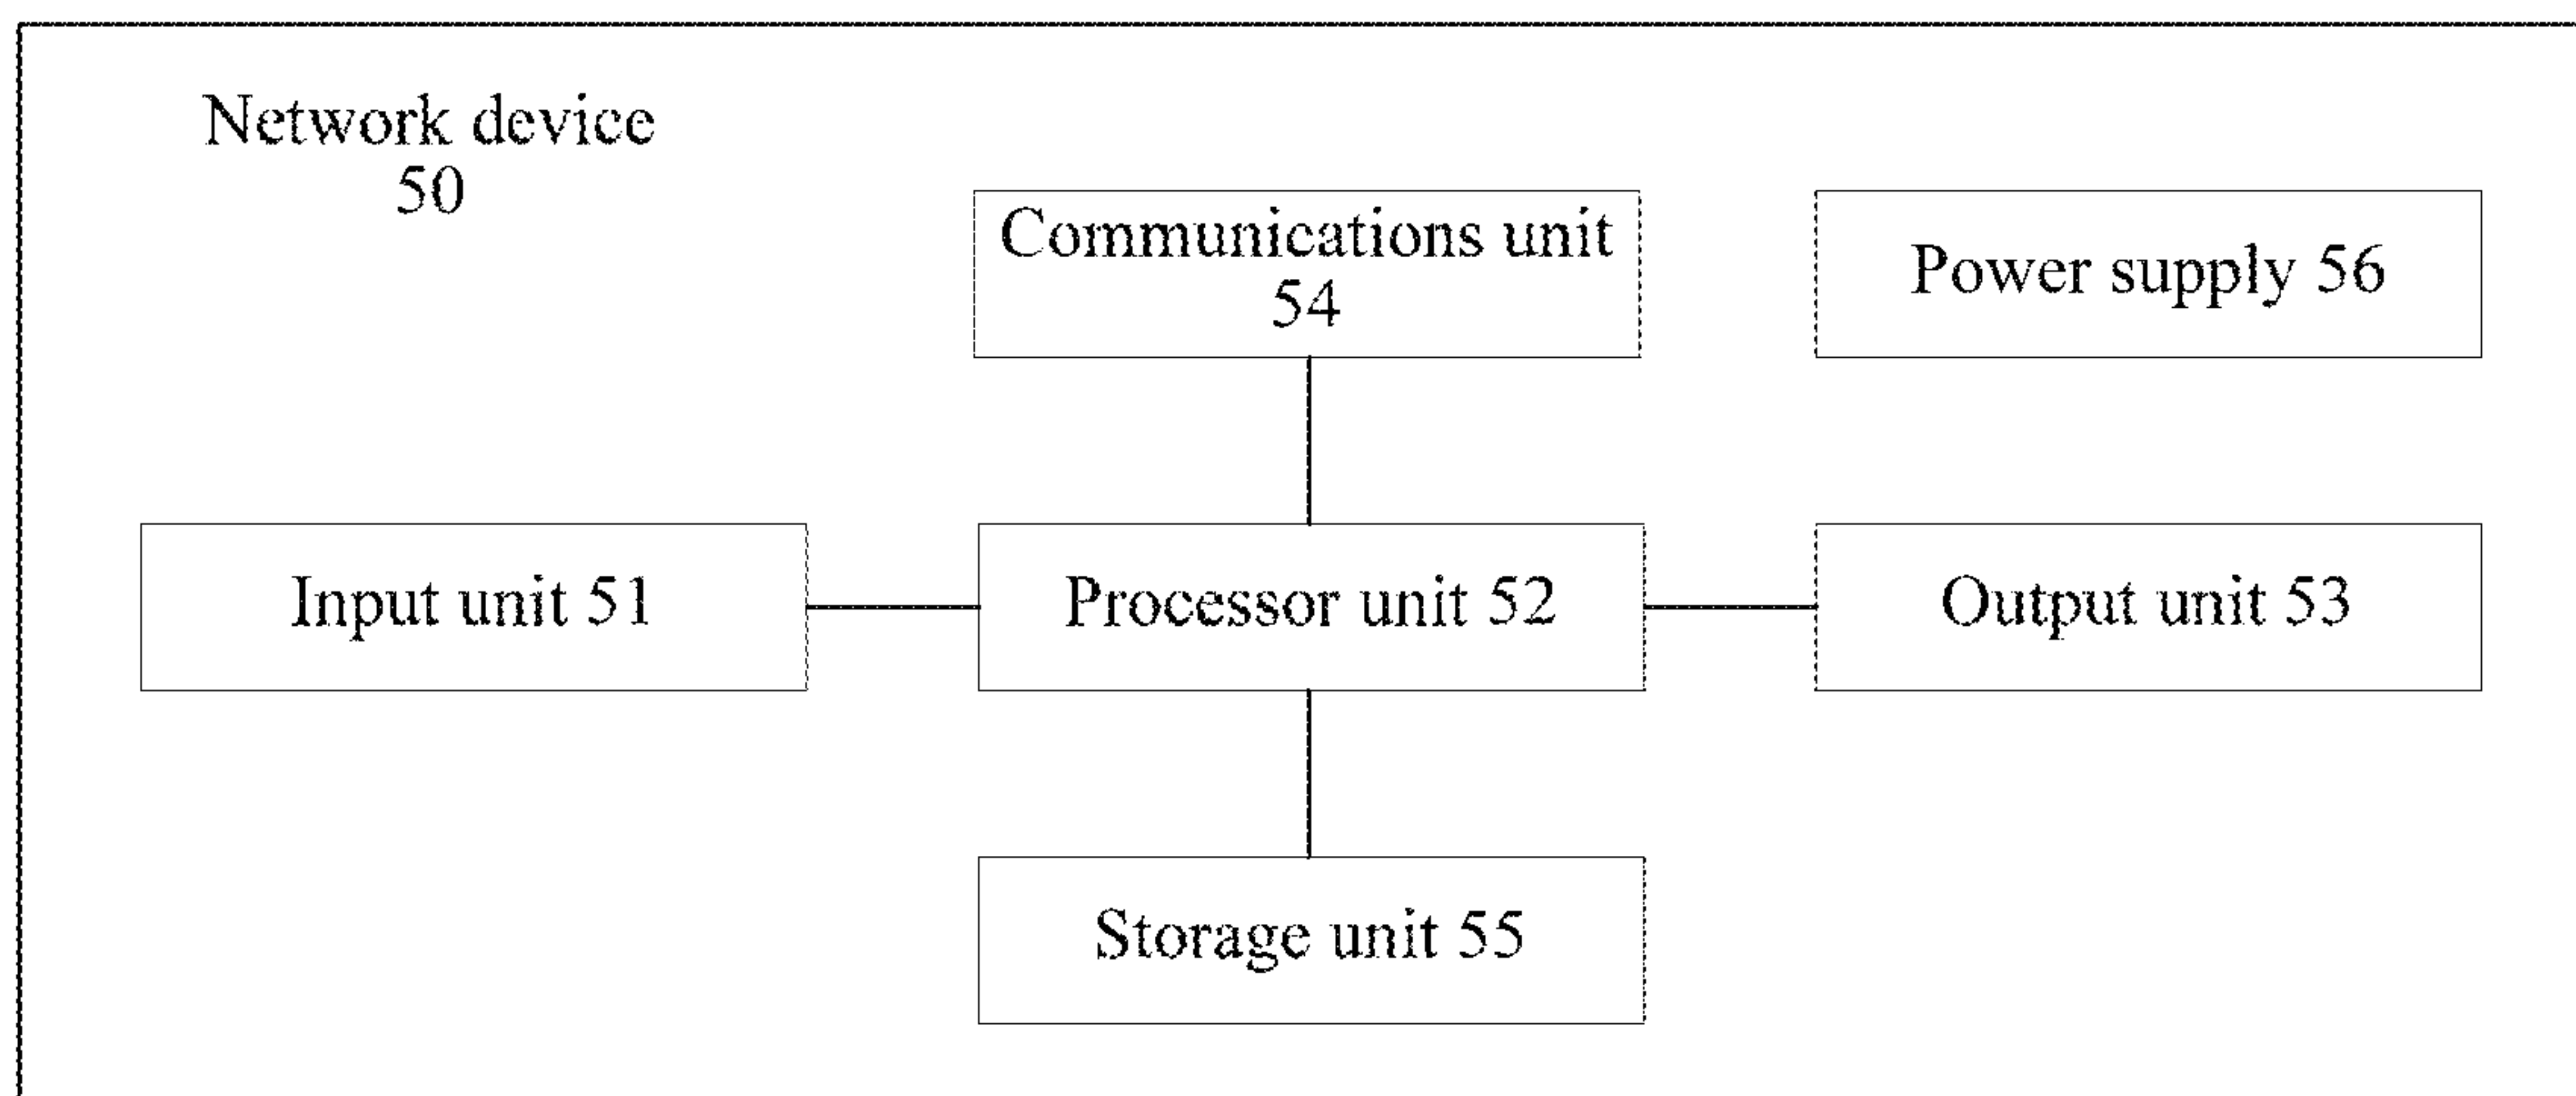 Network device
50
Communications unit
54
Power supply 56
Input unit 51
Processor unit 52
Output unit 53
Storage unit 55